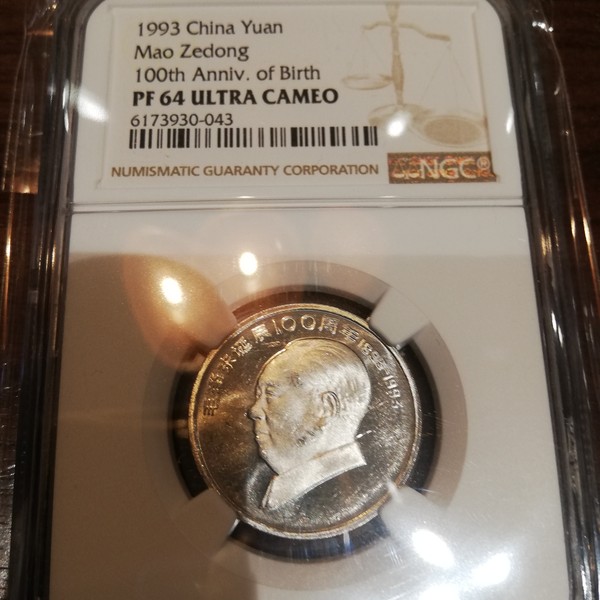 1993 China Yuan
Mao Zedong
100th Anniv. of Birth
PF 64 ULTRA CAMEO
6173930-043
NUMISMATIC GUARANTY CORPORATION
NGC®
毛泽东诞辰100周年1893-1993